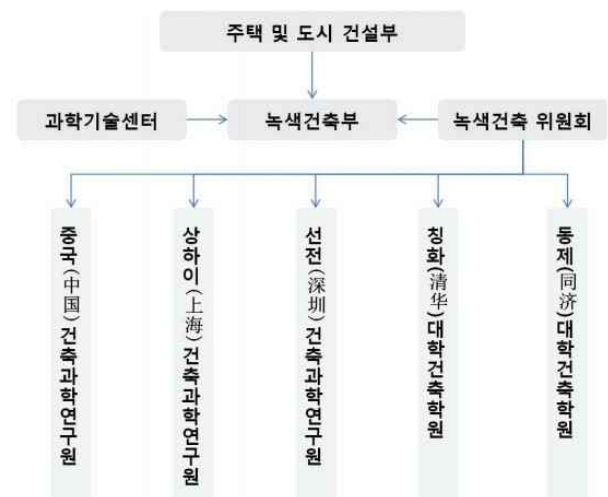 주택 및 도시 건설부
과학기술센터
녹색건축부
녹색건축 위원회
중국(中国)건축과학연구원
상하이(上海)건축과학연구원
선전(深圳)건축과학연구원
칭화(清华)대학건축학원
동제(同济)대학건축학원